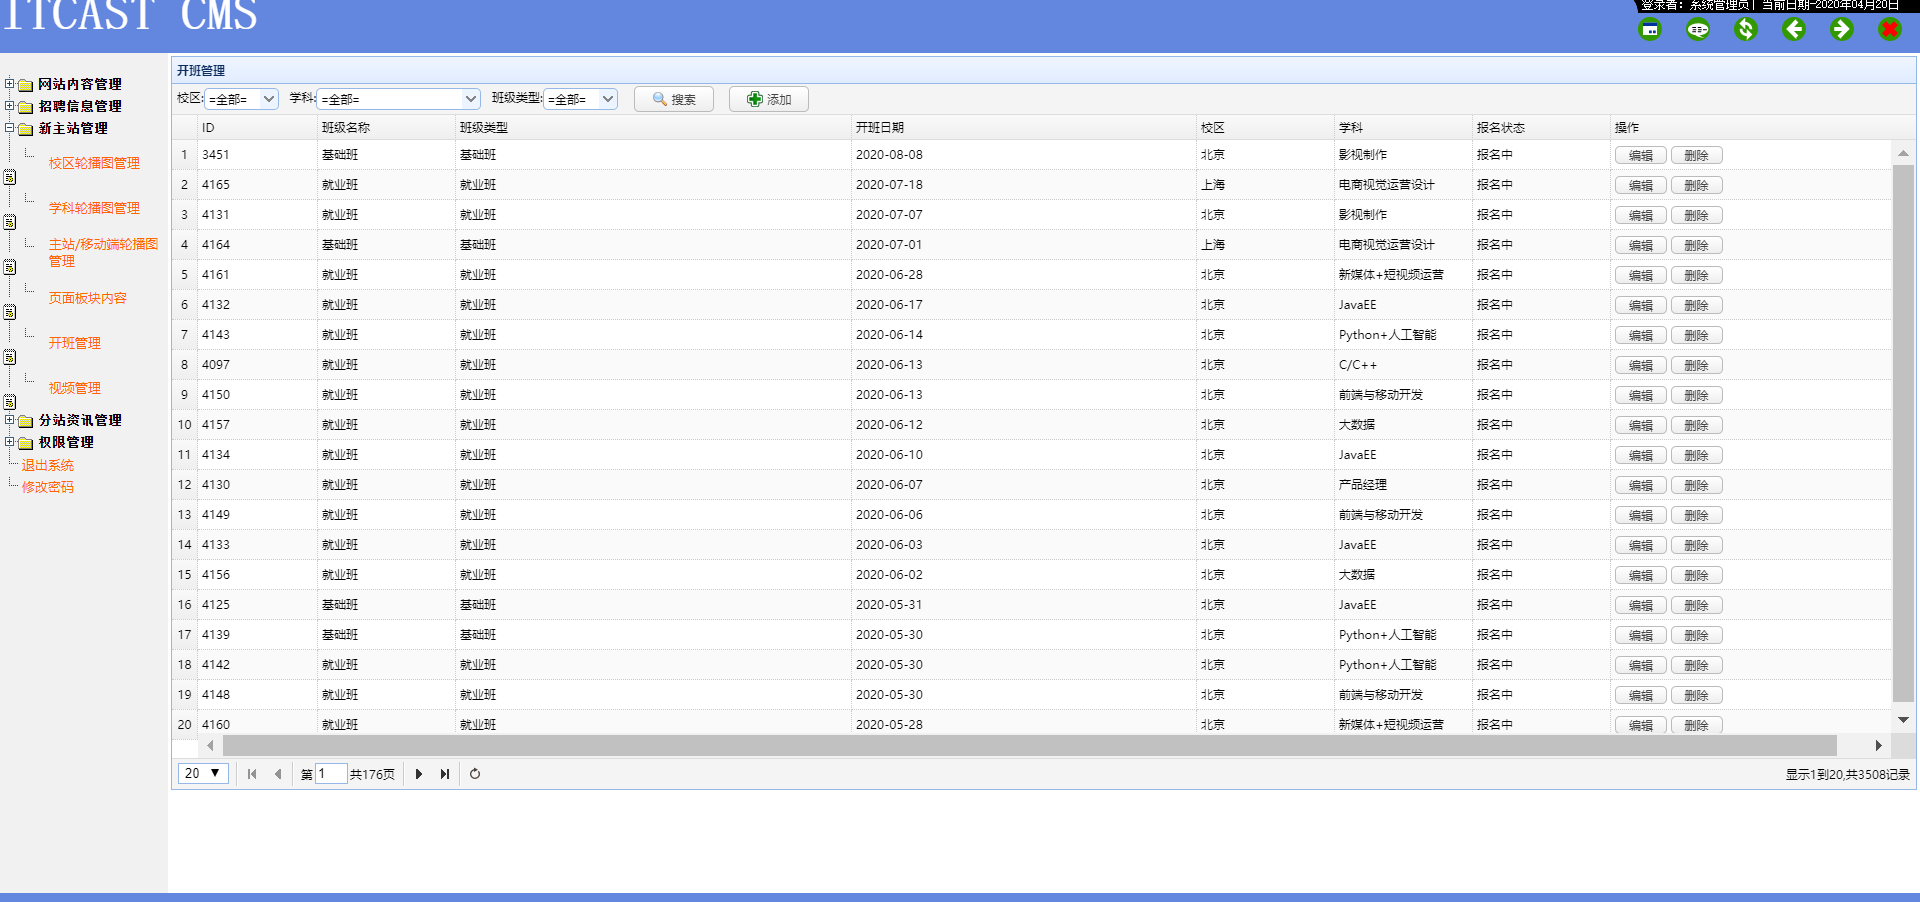 ITCAST CMS
登录者：系统管理员 | 当前日期-2020年04月20日
网站内容管理
招聘信息管理
新主站管理
校区轮播图管理
学科轮播图管理
主站/移动端轮播图
管理
页面板块内容
开班管理
视频管理
分站资讯管理
权限管理
退出系统
修改密码
开班管理
校区: =全部= 学科: =全部= 班级类型: =全部= 搜索 添加
ID 班级名称 班级类型 开班日期 校区 学科 报名状态 操作
1 3451 基础班 基础班 2020-08-08 北京 影视制作 报名中 编辑 删除
2 4165 就业班 就业班 2020-07-18 上海 电商视觉运营设计 报名中 编辑 删除
3 4131 就业班 就业班 2020-07-07 北京 影视制作 报名中 编辑 删除
4 4164 基础班 基础班 2020-07-01 上海 电商视觉运营设计 报名中 编辑 删除
5 4161 就业班 就业班 2020-06-28 北京 新媒体+短视频运营 报名中 编辑 删除
6 4132 就业班 就业班 2020-06-17 北京 JavaEE 报名中 编辑 删除
7 4143 就业班 就业班 2020-06-14 北京 Python+人工智能 报名中 编辑 删除
8 4097 就业班 就业班 2020-06-13 北京 C/C++ 报名中 编辑 删除
9 4150 就业班 就业班 2020-06-13 北京 前端与移动开发 报名中 编辑 删除
10 4157 就业班 就业班 2020-06-12 北京 大数据 报名中 编辑 删除
11 4134 就业班 就业班 2020-06-10 北京 JavaEE 报名中 编辑 删除
12 4130 就业班 就业班 2020-06-07 北京 产品经理 报名中 编辑 删除
13 4149 就业班 就业班 2020-06-06 北京 前端与移动开发 报名中 编辑 删除
14 4133 就业班 就业班 2020-06-03 北京 JavaEE 报名中 编辑 删除
15 4156 就业班 就业班 2020-06-02 北京 大数据 报名中 编辑 删除
16 4125 基础班 基础班 2020-05-31 北京 JavaEE 报名中 编辑 删除
17 4139 基础班 基础班 2020-05-30 北京 Python+人工智能 报名中 编辑 删除
18 4142 就业班 就业班 2020-05-30 北京 Python+人工智能 报名中 编辑 删除
19 4148 就业班 就业班 2020-05-30 北京 前端与移动开发 报名中 编辑 删除
20 4160 就业班 就业班 2020-05-28 北京 新媒体+短视频运营 报名中 编辑 删除
20 第 1 共176页 显示1到20,共3508记录